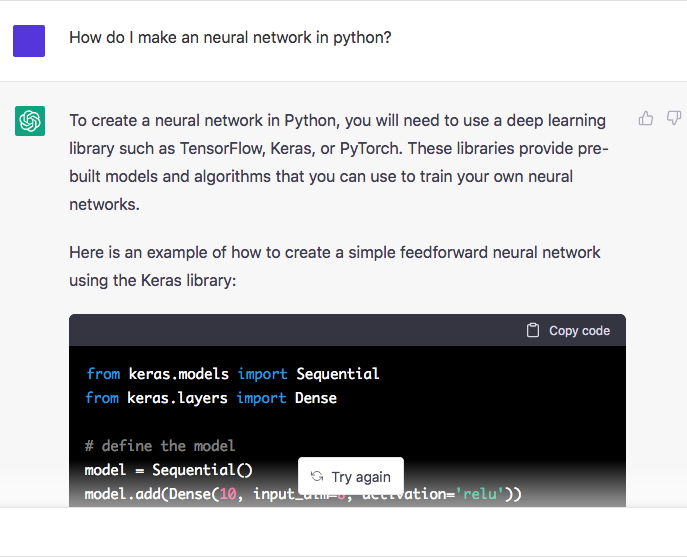 How do I make an neural network in python?
To create a neural network in Python, you will need to use a deep learning
library such as TensorFlow, Keras, or PyTorch. These libraries provide pre-
built models and algorithms that you can use to train your own neural
networks.
Here is an example of how to create a simple feedforward neural network
using the Keras library:
Copy code
from keras.models import Sequential
from keras.layers import Dense
# define the model
model = Sequential()
Try again
model.add(Dense(10, activation='relu'))